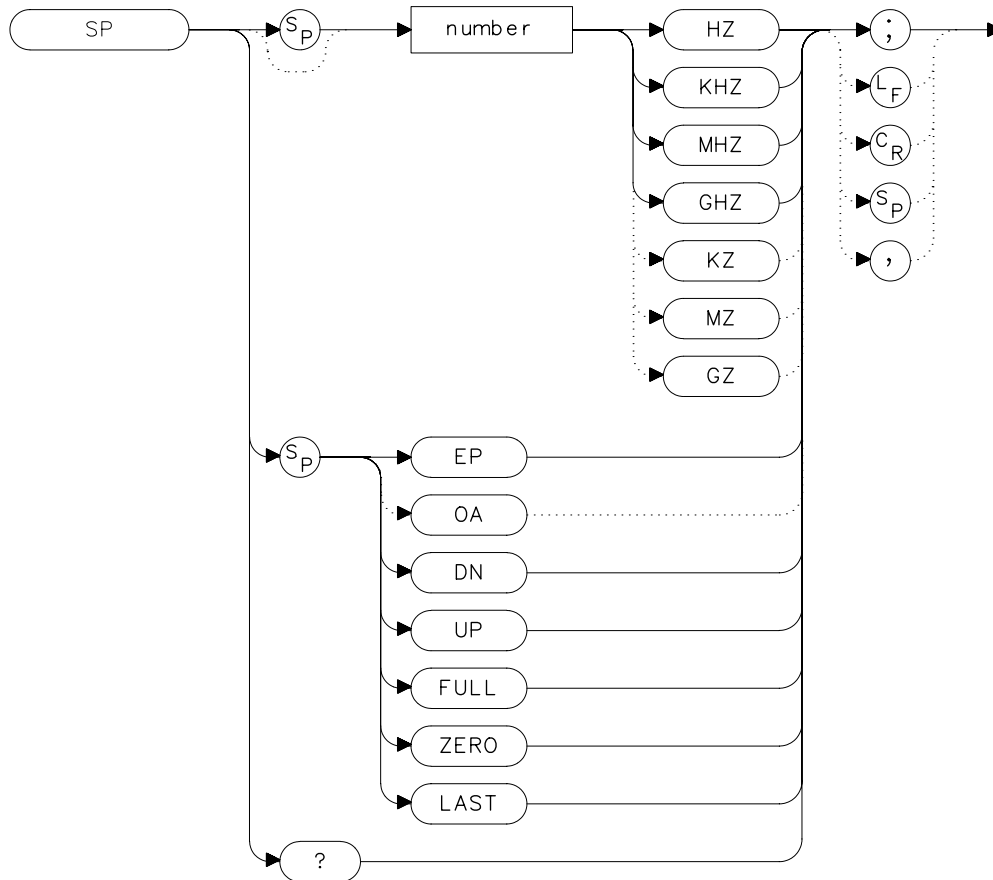 SP SP number HZ ;
KHZ LF
MHZ CR
GHZ SP
KZ ,
MZ
GZ
SP EP
OA
DN
UP
FULL
ZERO
LAST
?